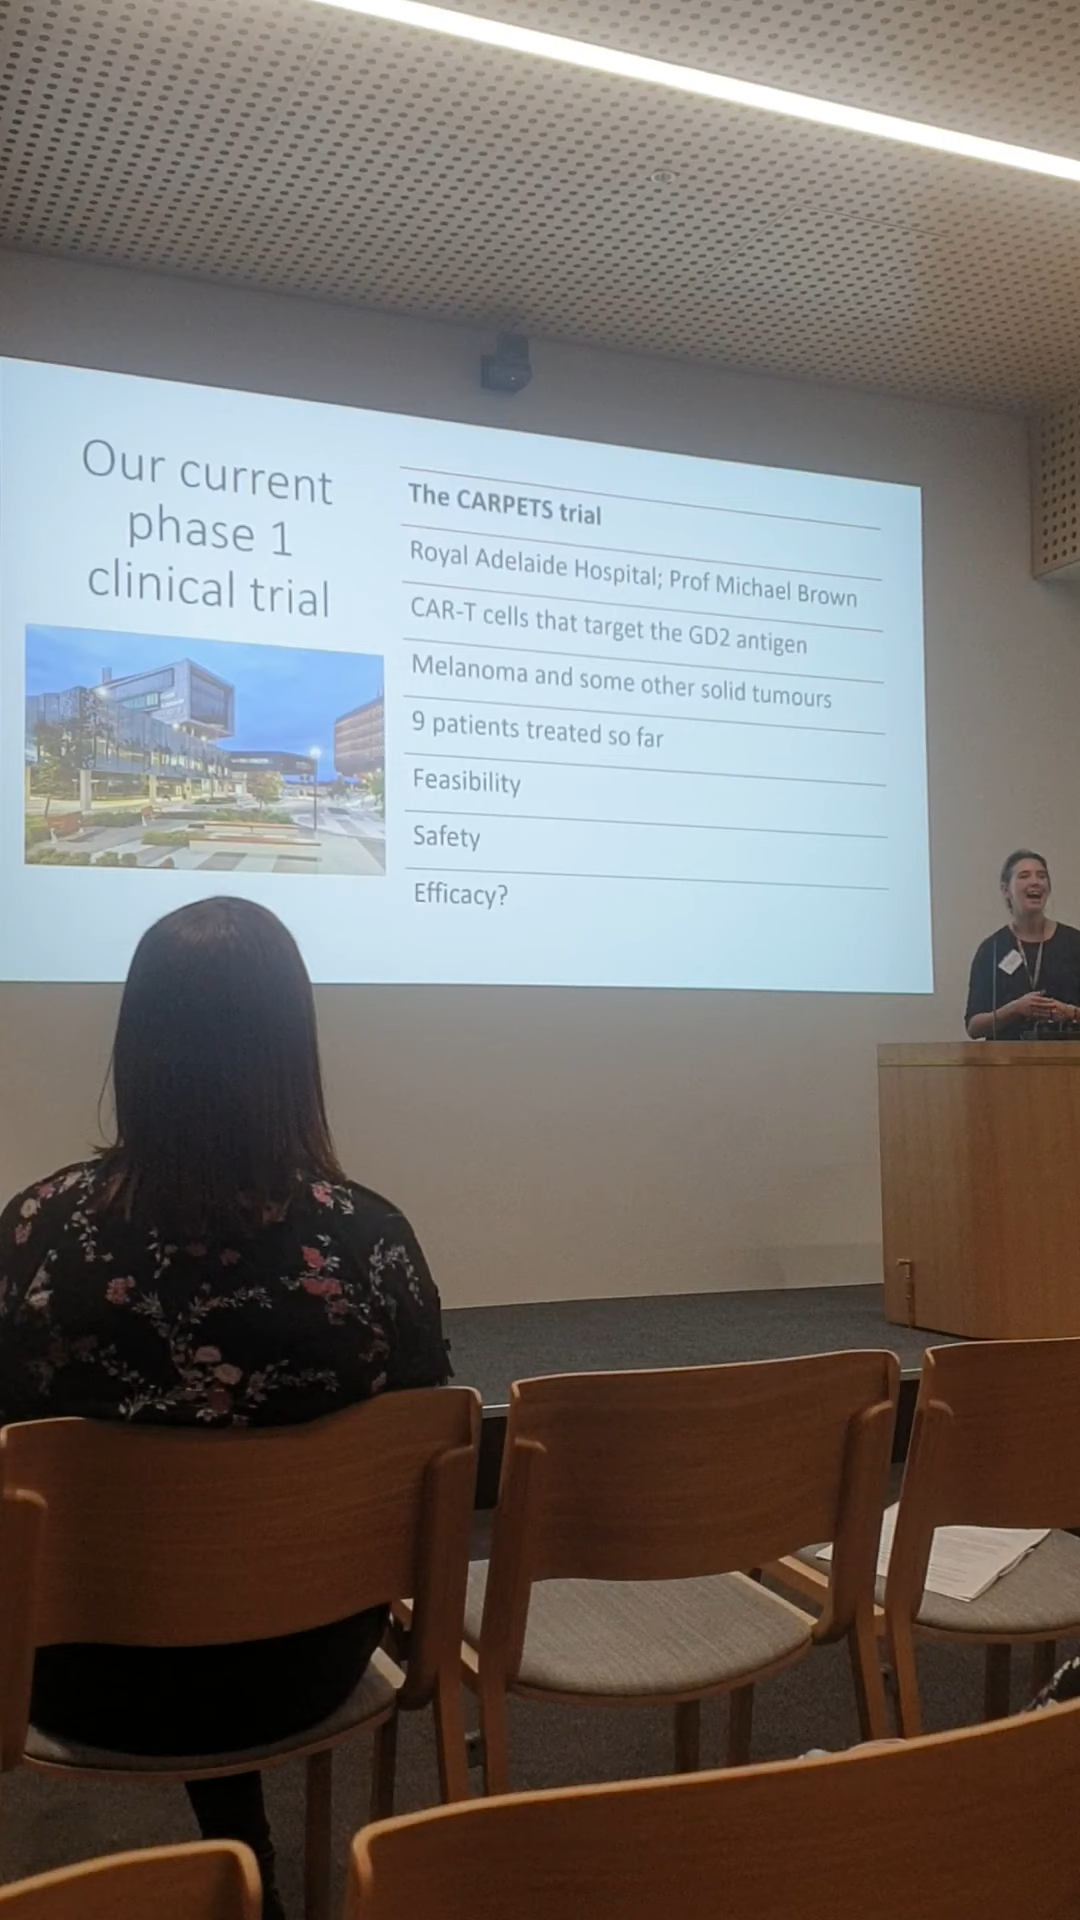 Our current
phase 1
clinical trial
The CARPETS trial
Royal Adelaide Hospital; Prof Michael Brown
CAR-T cells that target the GD2 antigen
Melanoma and some other solid tumours
9 patients treated so far
Feasibility
Safety
Efficacy?